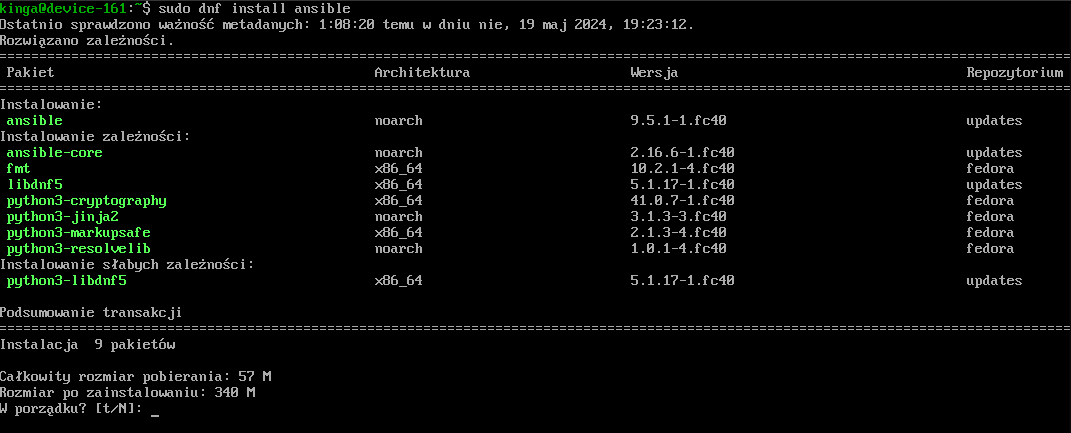 kinga@device-161:~$ sudo dnf install ansible
Ostatnio sprawdzono ważność metadanych: 1:08:20 temu w dniu nie, 19 maj 2024, 19:23:12.
Rozwiązano zależności.
================================================================================
Pakiet Architektura Wersja Repozytorium
================================================================================
Instalowanie:
ansible noarch 9.5.1-1.fc40 updates
Instalowanie zależności:
ansible-core noarch 2.16.6-1.fc40 updates
fmt x86_64 10.2.1-4.fc40 fedora
libdnf5 x86_64 5.1.17-1.fc40 updates
python3-cryptography x86_64 41.0.7-1.fc40 fedora
python3-jinja2 noarch 3.1.3-3.fc40 fedora
python3-markupsafe x86_64 2.1.3-4.fc40 fedora
python3-resolvelib noarch 1.0.1-4.fc40 fedora
Instalowanie słabych zależności:
python3-libdnf5 x86_64 5.1.17-1.fc40 updates
Podsumowanie transakcji
================================================================================
Instalacja 9 pakietów
Całkowity rozmiar pobierania: 57 M
Rozmiar po zainstalowaniu: 340 M
W porządku? [t/N]: _